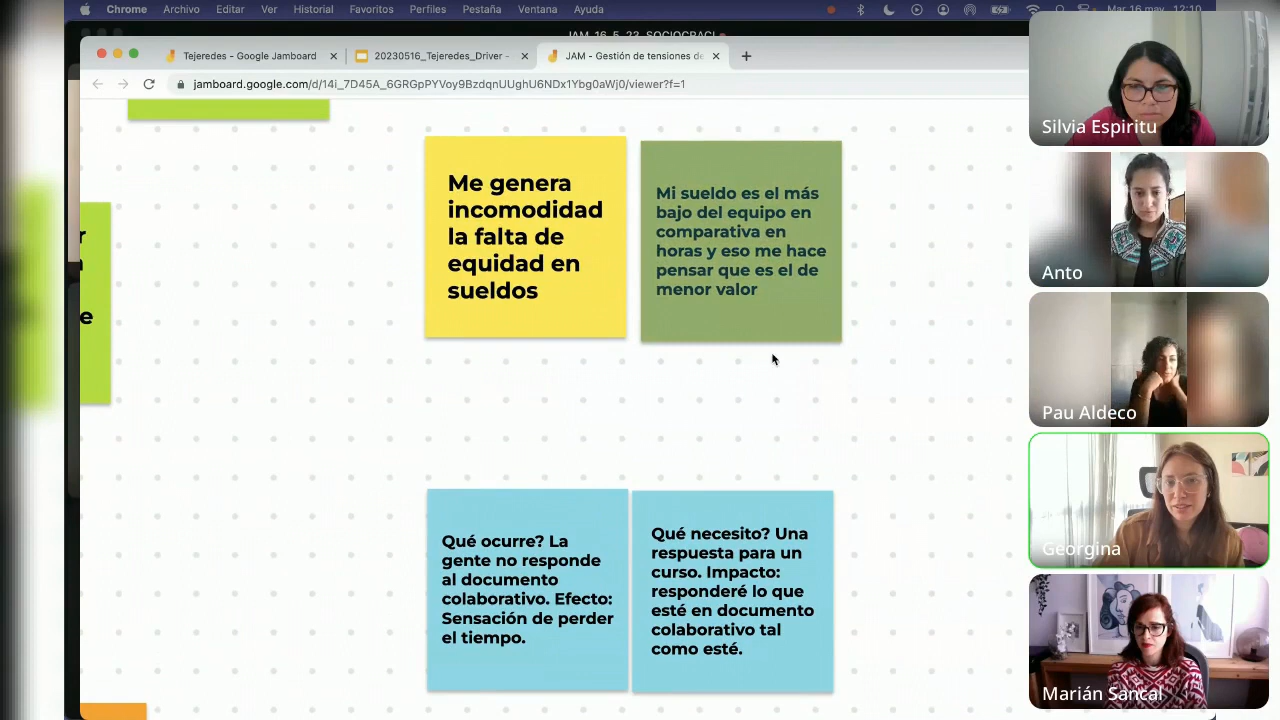 Chrome Archivo Editar Ver Historial Favoritos Perfiles Pestaña Ventana Ayuda
Mar 16 may 12:10
JAM_16_5_23_SOCIOCRACI
Tejeredes - Google Jamboard
20230516_Tejeredes_Driver -
JAM - Gestión de tensiones de
jamboard.google.com/d/14i_7D45A_6GRGpPYVoy9BzdqnUUghU6NDx1Ybg0aWj0/viewer?f=1
r
e
Me genera
incomodidad
la falta de
equidad en
sueldos
Mi sueldo es el más
bajo del equipo en
comparativa en
horas y eso me hace
pensar que es el de
menor valor
Qué ocurre? La
gente no responde
al documento
colaborativo. Efecto:
Sensación de perder
el tiempo.
Qué necesito? Una
respuesta para un
curso. Impacto:
responderé lo que
esté en documento
colaborativo tal
como esté.
Silvia Espiritu
Anto
Pau Aldeco
Georgina
Marián Sancal